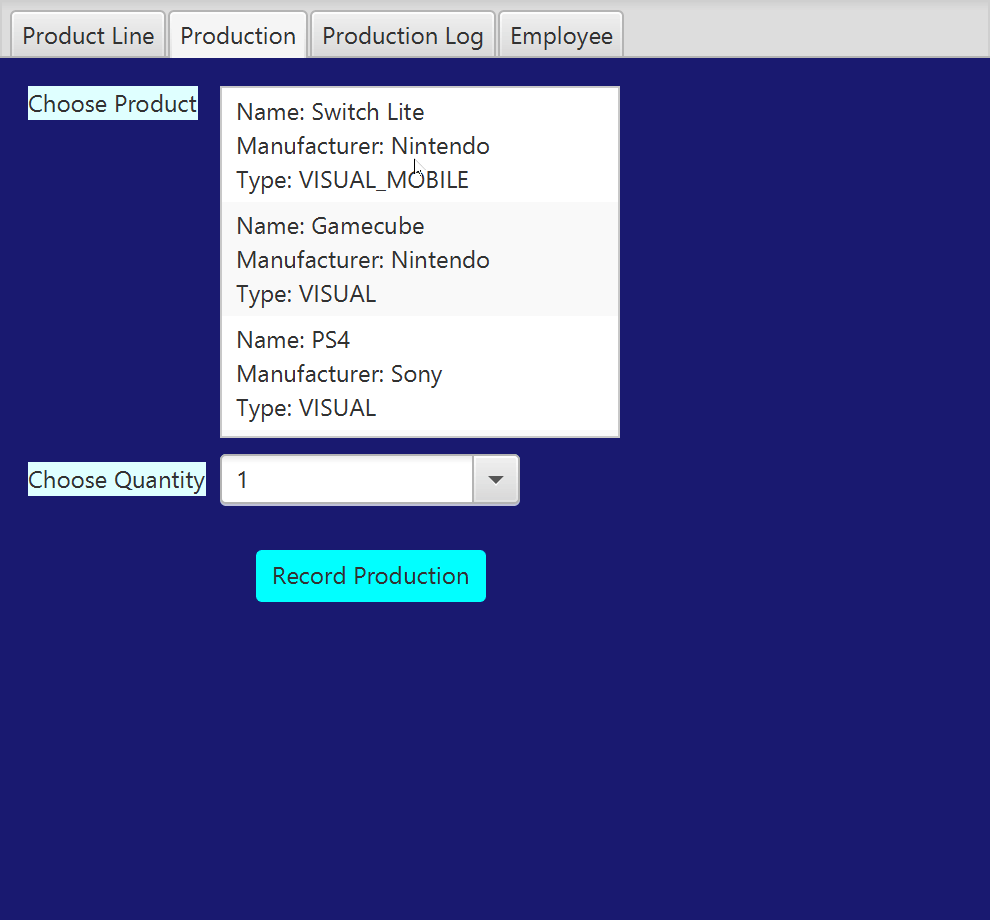 Product Line Production Production Log Employee
Choose Product
Name: Switch Lite
Manufacturer: Nintendo
Type: VISUAL_MOBILE
Name: Gamecube
Manufacturer: Nintendo
Type: VISUAL
Name: PS4
Manufacturer: Sony
Type: VISUAL
Choose Quantity 1
Record Production